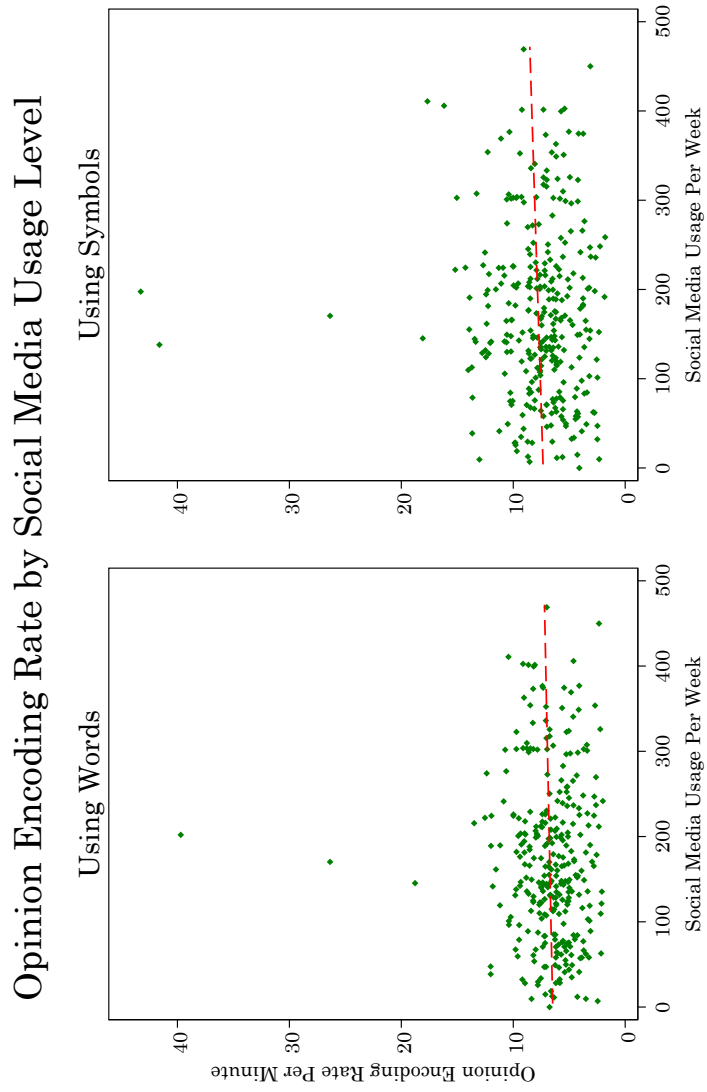 Opinion Encoding Rate by Social Media Usage Level
Using Words
Opinion Encoding Rate Per Minute
40
30
20
10
0
0 100 200 300 400 500
Social Media Usage Per Week
Using Symbols
40
30
20
10
0
0 100 200 300 400 500
Social Media Usage Per Week